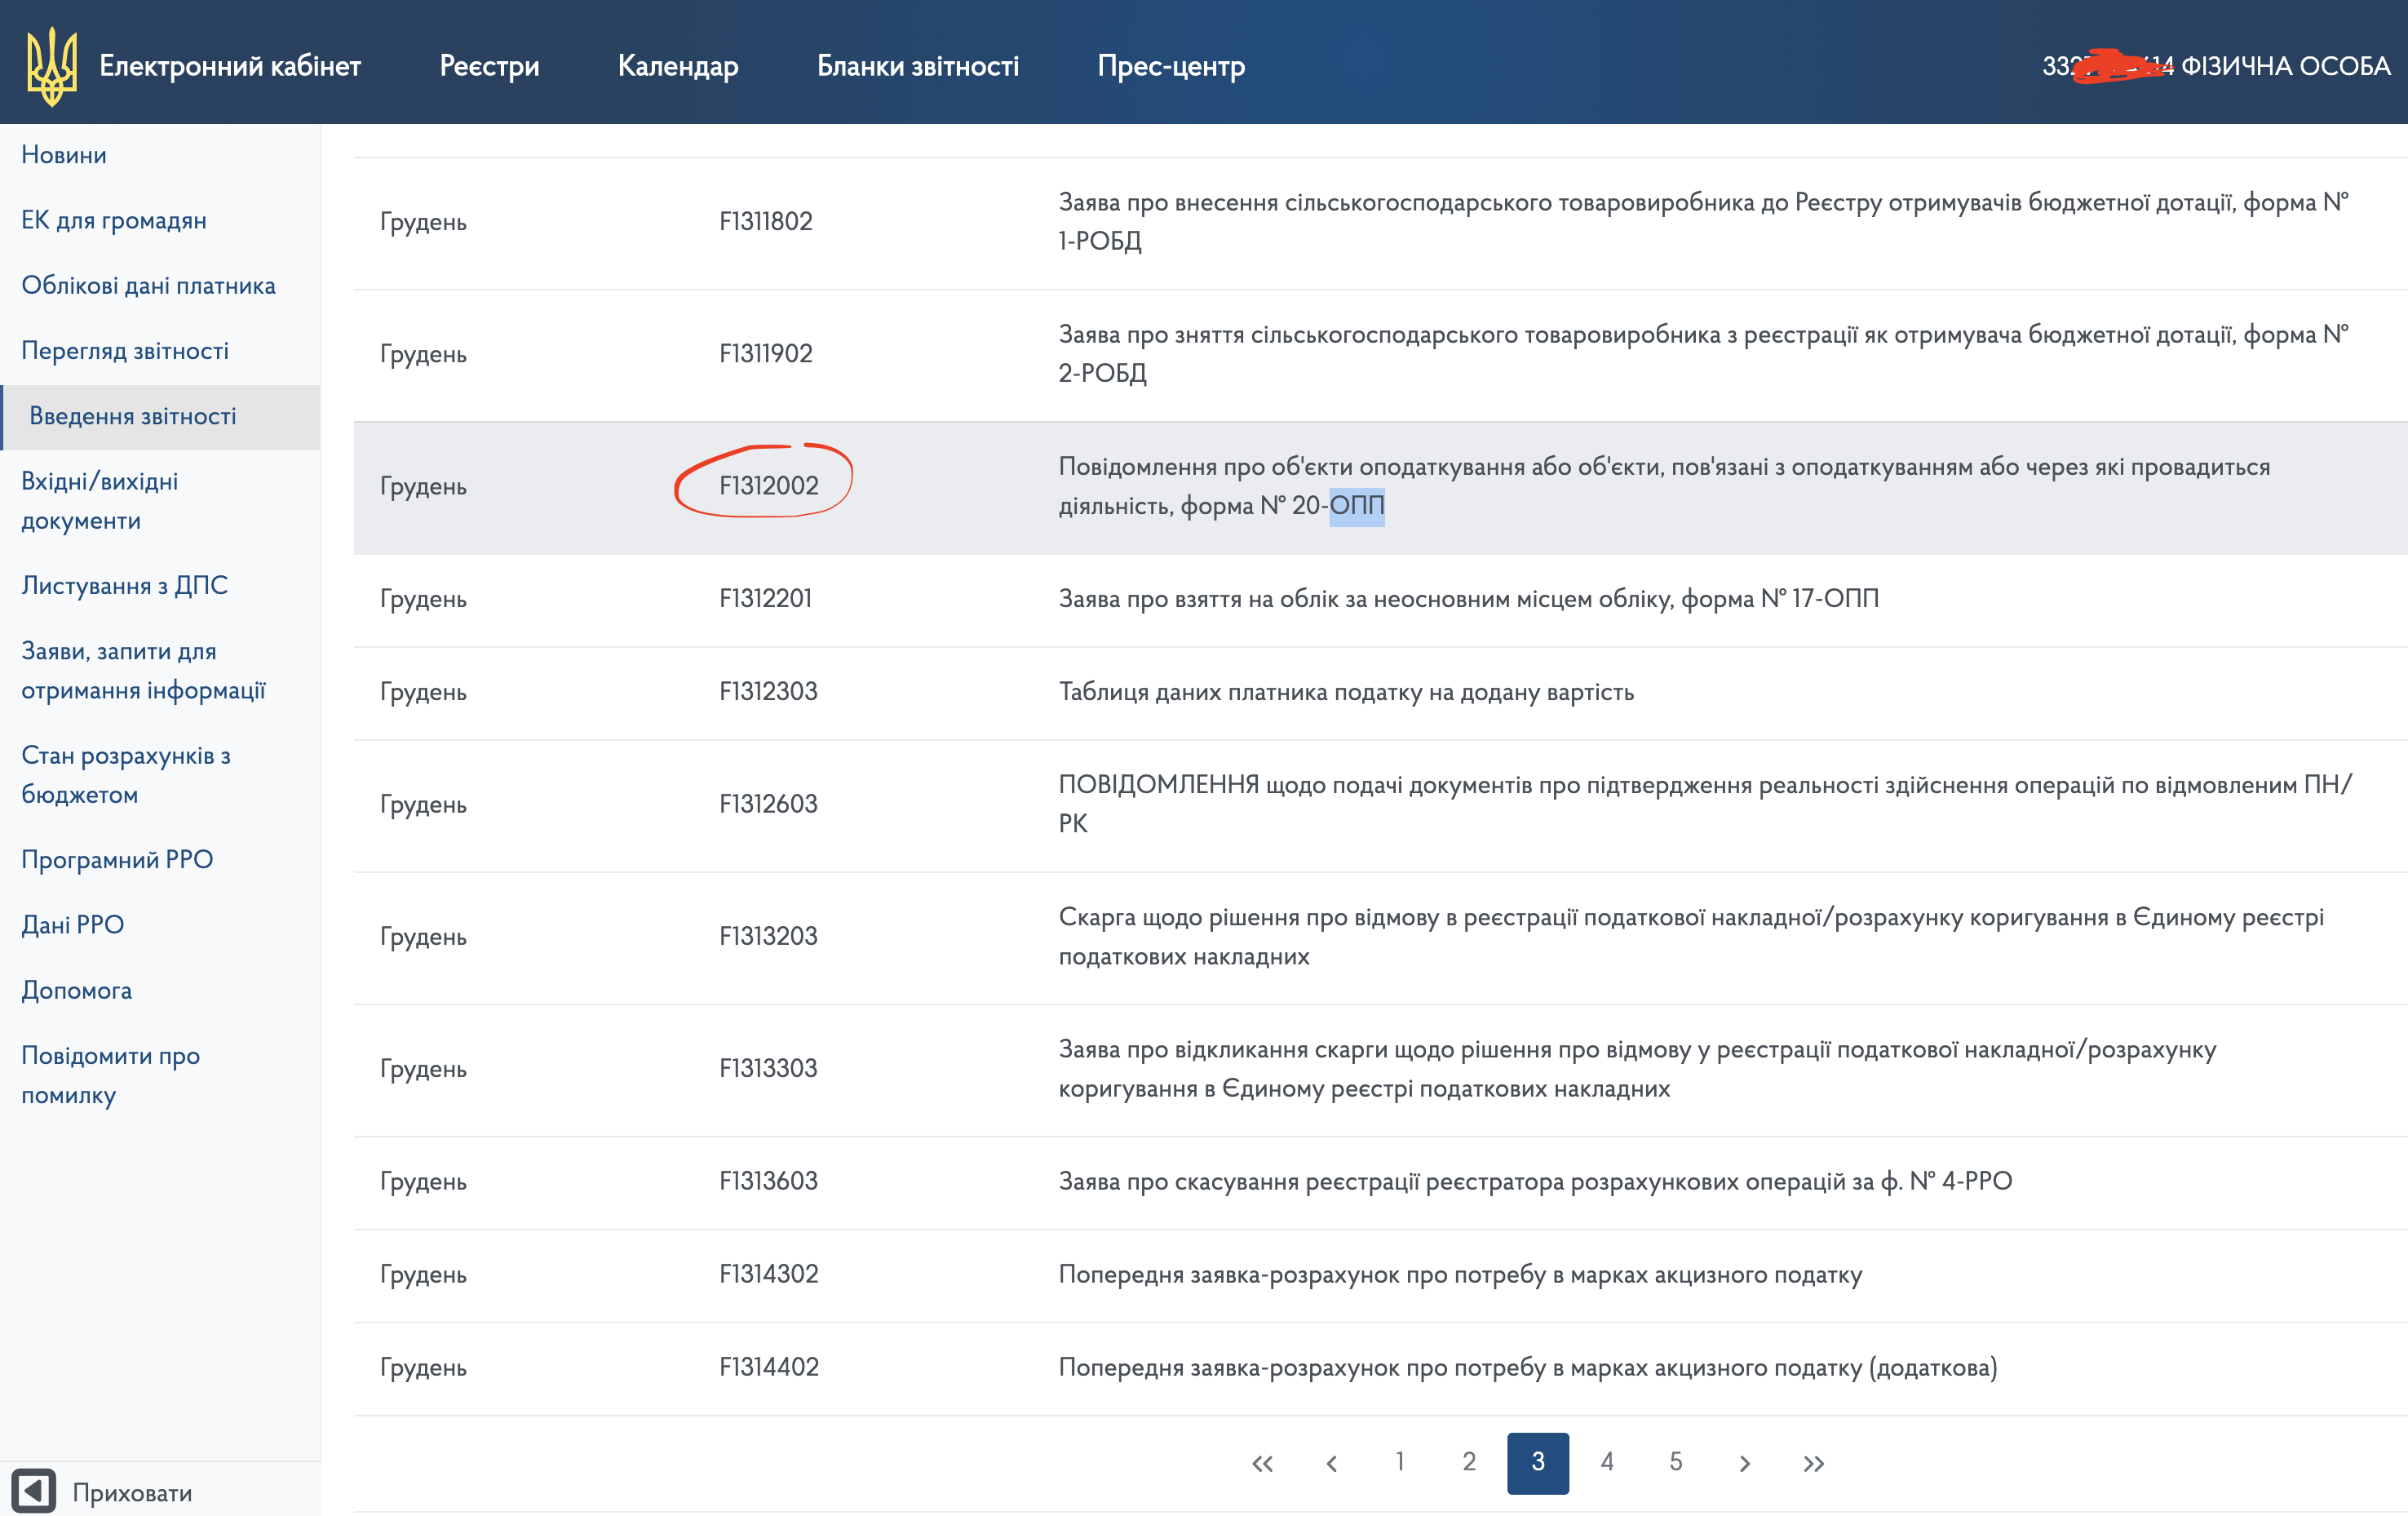 Електронний кабінет
Реєстри
Календар
Бланки звітності
Прес-центр
ФІЗИЧНА ОСОБА
Новини
ЕК для громадян
Облікові дані платника
Перегляд звітності
Введення звітності
Вхідні/вихідні
документи
Листування з ДПС
Заяви, запити для
отримання інформації
Стан розрахунків з
бюджетом
Програмний РРО
Дані РРО
Допомога
Повідомити про
помилку
Приховати
Грудень
F1311802
Заява про внесення сільськогосподарського товаровиробника до Реєстру отримувачів бюджетної дотації, форма №
1-РОБД
Грудень
F1311902
Заява про зняття сільськогосподарського товаровиробника з реєстрації як отримувача бюджетної дотації, форма №
2-РОБД
Грудень
F1312002
Повідомлення про об'єкти оподаткування або об'єкти, пов'язані з оподаткуванням або через які провадиться
діяльність, форма № 20-ОПП
Грудень
F1312201
Заява про взяття на облік за неосновним місцем обліку, форма № 17-ОПП
Грудень
F1312303
Таблиця даних платника податку на додану вартість
Грудень
F1312603
ПОВІДОМЛЕННЯ щодо подачі документів про підтвердження реальності здійснення операцій по відмовленим ПН/
РК
Грудень
F1313203
Скарга щодо рішення про відмову в реєстрації податкової накладної/розрахунку коригування в Єдиному реєстрі
податкових накладних
Грудень
F1313303
Заява про відкликання скарги щодо рішення про відмову у реєстрації податкової накладної/розрахунку
коригування в Єдиному реєстрі податкових накладних
Грудень
F1313603
Заява про скасування реєстрації реєстратора розрахункових операцій за ф. № 4-РРО
Грудень
F1314302
Попередня заявка-розрахунок про потребу в марках акцизного податку
Грудень
F1314402
Попередня заявка-розрахунок про потребу в марках акцизного податку (додаткова)
« ‹ 1 2 3 4 5 › »